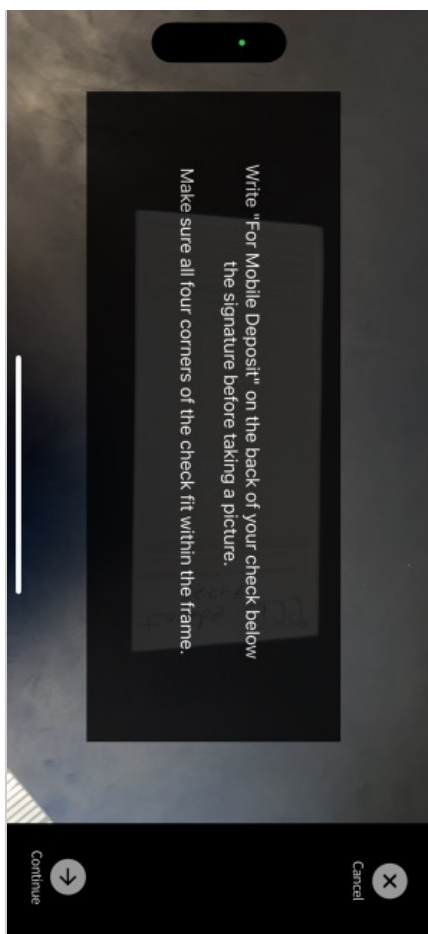 Write "For Mobile Deposit" on the back of your check below
the signature before taking a picture.
Make sure all four corners of the check fit within the frame.
Cancel
Continue